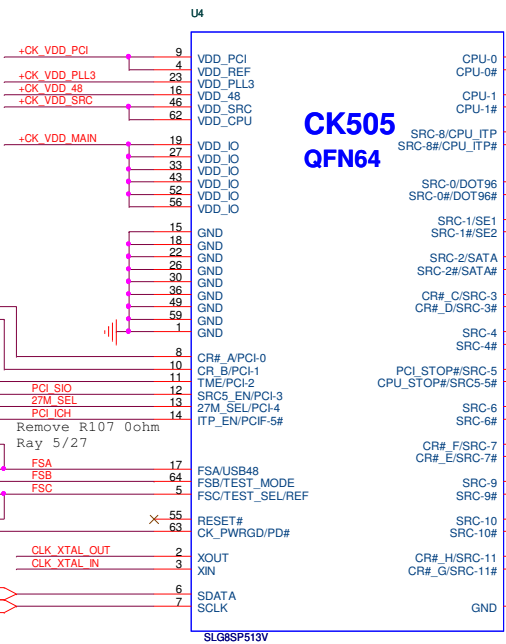 U4
+CK_VDD_PCI 9 VDD_PCI CPU-0
4 VDD_REF CPU-0#
+CK_VDD_PLL3 23 VDD_PLL3
+CK_VDD_48 16 VDD_48 CPU-1
+CK_VDD_SRC 46 VDD_SRC CPU-1#
62 VDD_CPU
CK505
QFN64
SRC-8/CPU_ITP
+CK_VDD_MAIN 19 VDD_IO SRC-8#/CPU_ITP#
27 VDD_IO
33 VDD_IO
43 VDD_IO SRC-0/DOT96
52 VDD_IO SRC-0#/DOT96#
56 VDD_IO
SRC-1/SE1
15 GND SRC-1#/SE2
18 GND
22 GND SRC-2/SATA
26 GND SRC-2#/SATA#
30 GND
36 GND CR#_C/SRC-3
49 GND CR#_D/SRC-3#
59 GND
1 GND SRC-4
SRC-4#
8 CR#_A/PCI-0
10 CR_B/PCI-1 PCI_STOP#/SRC-5
11 TME/PCI-2 CPU_STOP#/SRC5-5#
PCI_SIO 12 SRC5_EN/PCI-3
27M_SEL 13 27M_SEL/PCI-4 SRC-6
PCI_ICH 14 ITP_EN/PCIF-5# SRC-6#
Remove R107 0ohm
Ray 5/27
CR#_F/SRC-7
CR#_E/SRC-7#
FSA 17 FSA/USB48
FSB 64 FSB/TEST_MODE SRC-9
FSC 5 FSC/TEST_SEL/REF SRC-9#
55 RESET# SRC-10
63 CK_PWRGD/PD# SRC-10#
CLK_XTAL_OUT 2 XOUT CR#_H/SRC-11
CLK_XTAL_IN 3 XIN CR#_G/SRC-11#
6 SDATA
7 SCLK GND
SLG8SP513V